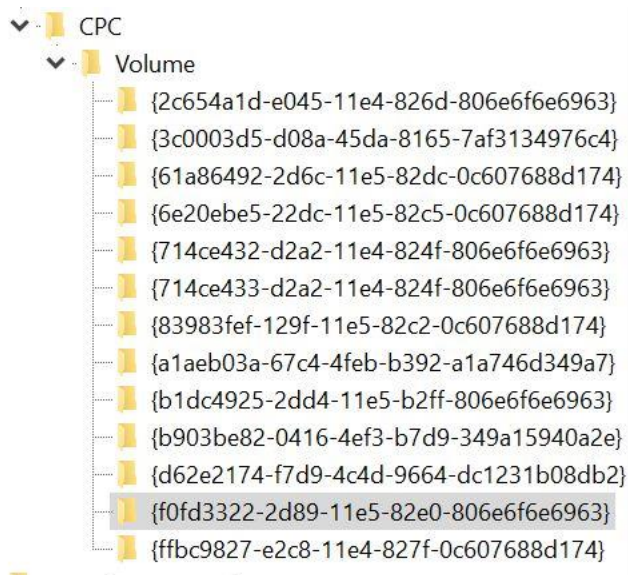 CPC
Volume
{2c654a1d-e045-11e4-826d-806e6f6e6963}
{3c0003d5-d08a-45da-8165-7af3134976c4}
{61a86492-2d6c-11e5-82dc-0c607688d174}
{6e20ebe5-22dc-11e5-82c5-0c607688d174}
{714ce432-d2a2-11e4-824f-806e6f6e6963}
{714ce433-d2a2-11e4-824f-806e6f6e6963}
{83983fef-129f-11e5-82c2-0c607688d174}
{a1aeb03a-67c4-4feb-b392-a1a746d349a7}
{b1dc4925-2dd4-11e5-b2ff-806e6f6e6963}
{b903be82-0416-4ef3-b7d9-349a15940a2e}
{d62e2174-f7d9-4c4d-9664-dc1231b08db2}
{f0fd3322-2d89-11e5-82e0-806e6f6e6963}
{ffbc9827-e2c8-11e4-827f-0c607688d174}